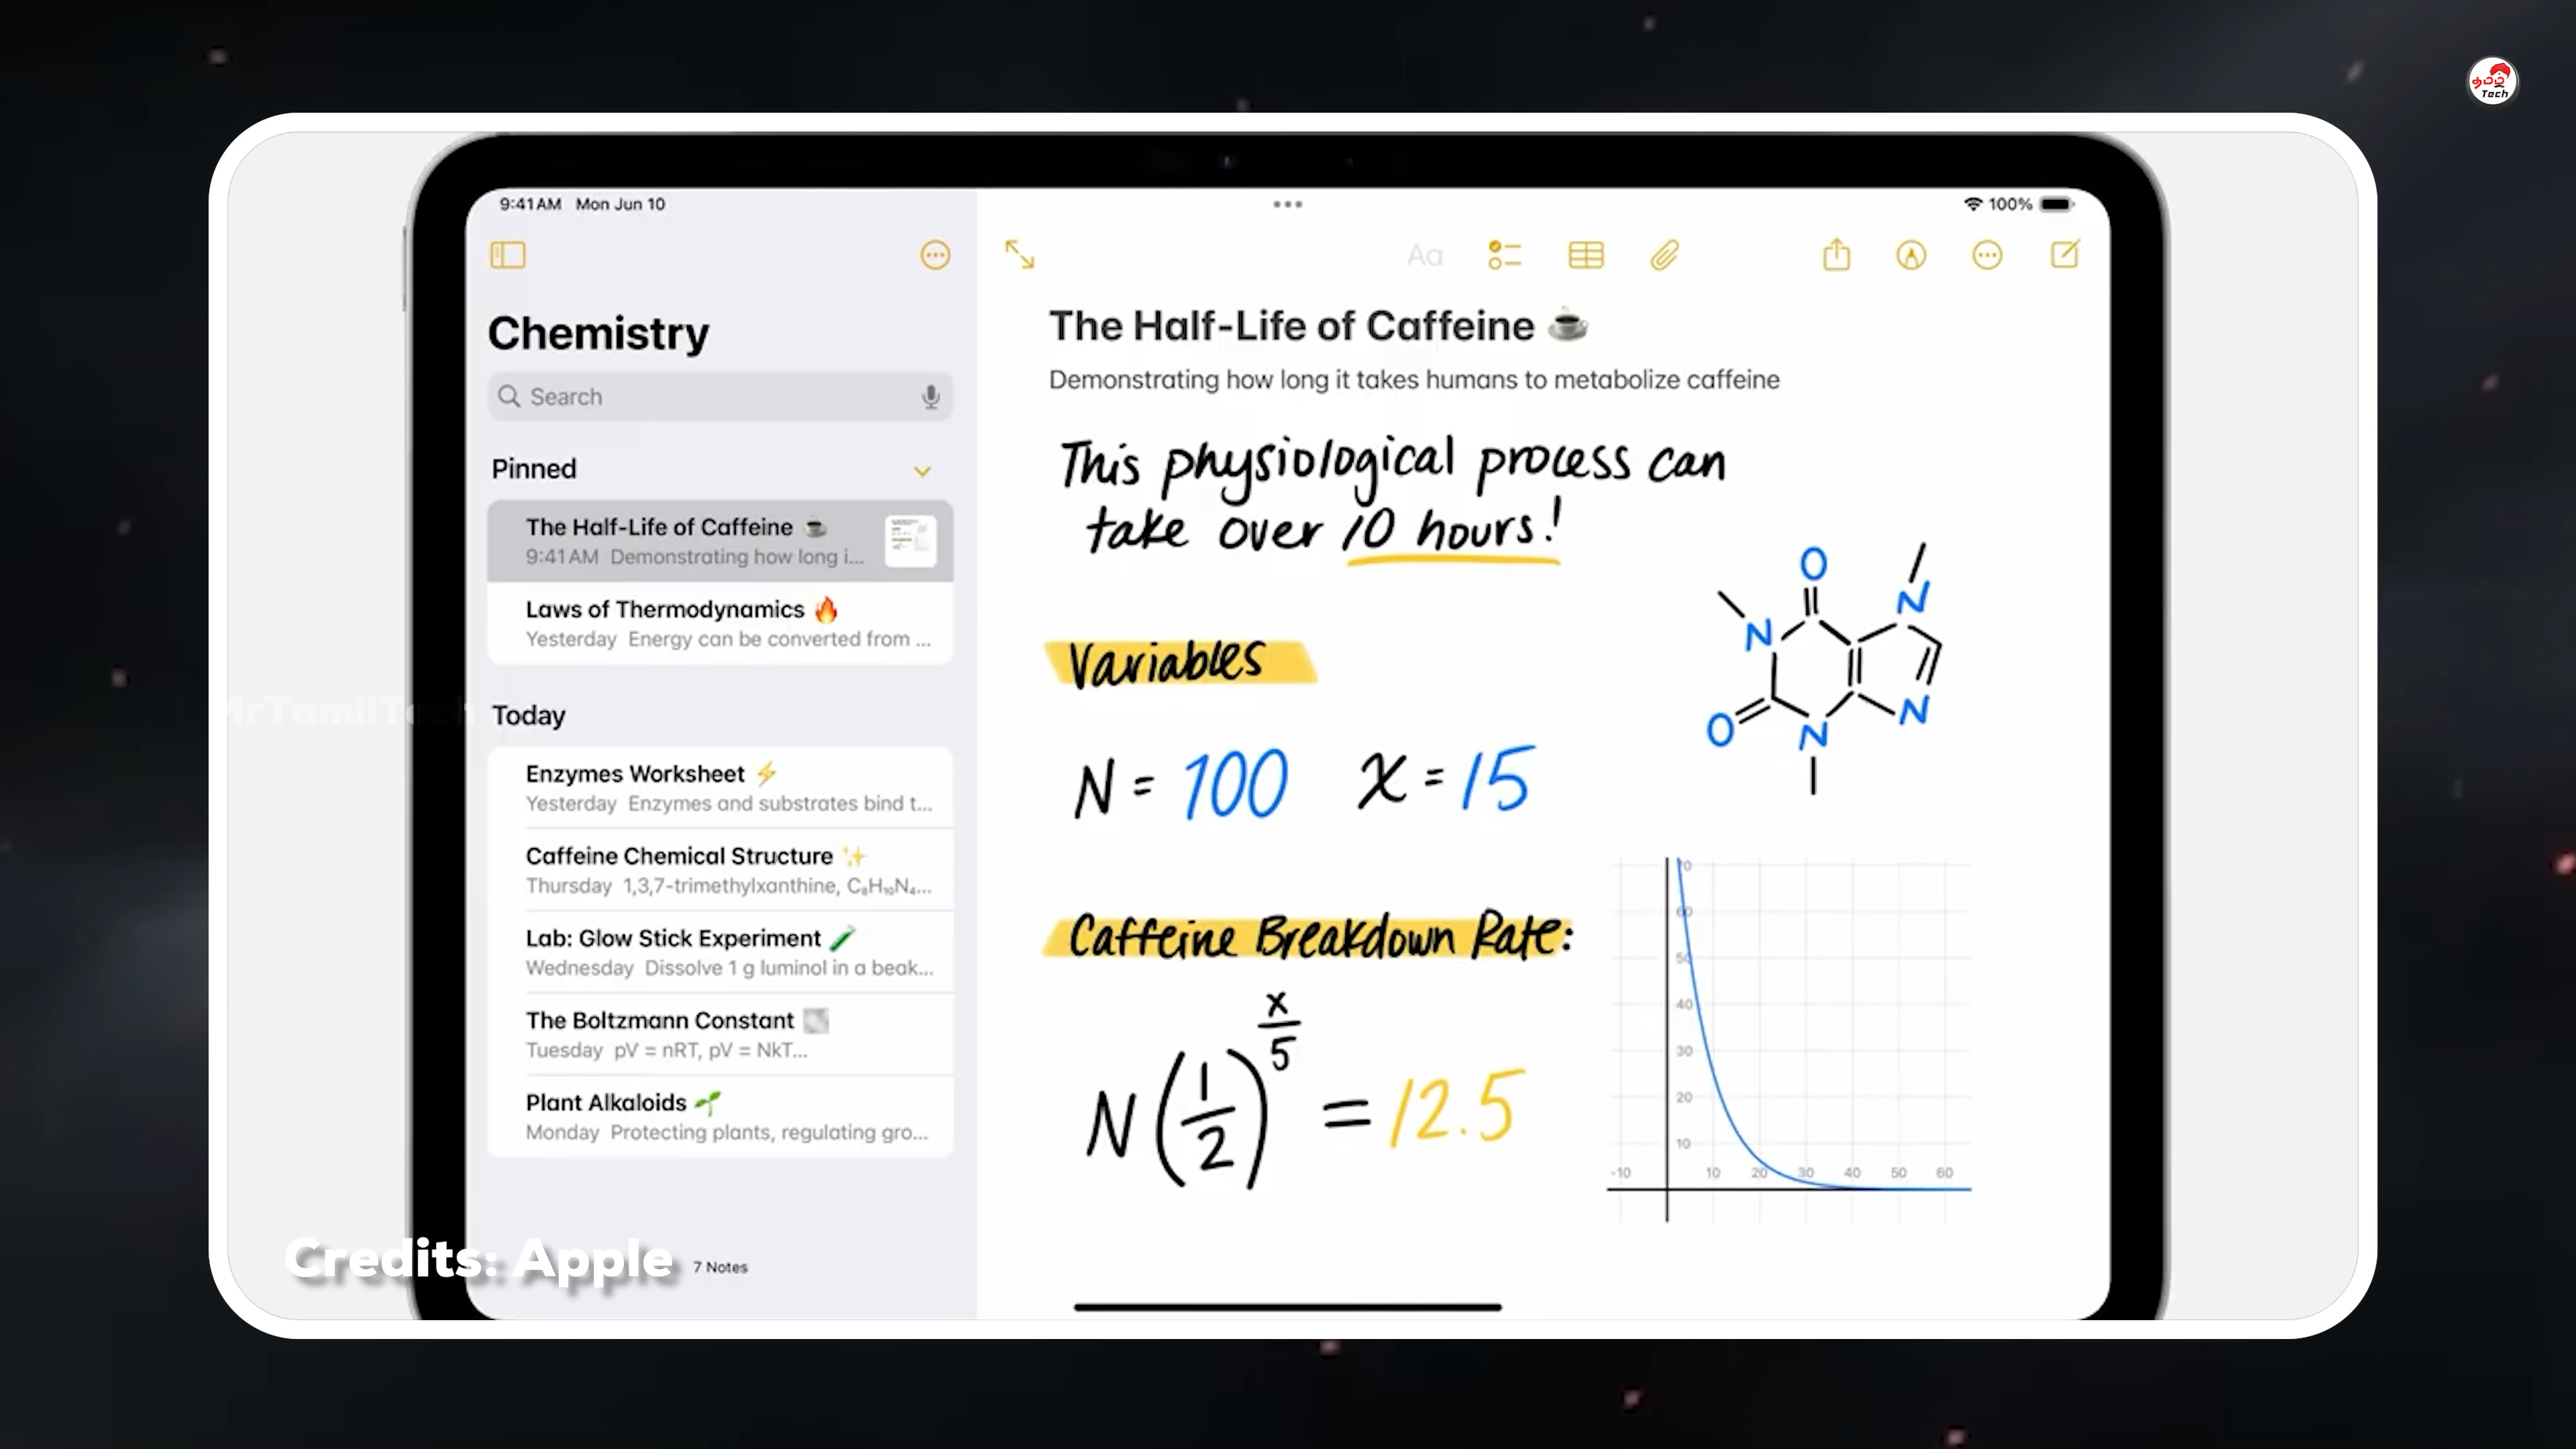 தமிழ்
Tech
9:41 AM Mon Jun 10
100%
Chemistry
Search
Pinned
The Half-Life of Caffeine ☕
9:41 AM Demonstrating how long i...
Laws of Thermodynamics 🔥
Yesterday Energy can be converted from ...
MrTamilTech
Today
Enzymes Worksheet ⚡
Yesterday Enzymes and substrates bind t...
Caffeine Chemical Structure ✨
Thursday 1,3,7-trimethylxanthine, C₈H₁₀N₄...
Lab: Glow Stick Experiment 🧪
Wednesday Dissolve 1 g luminol in a beak...
The Boltzmann Constant
Tuesday pV = nRT, pV = NkT...
Plant Alkaloids 🌱
Monday Protecting plants, regulating gro...
7 Notes
Credits: Apple
Aa
The Half-Life of Caffeine ☕
Demonstrating how long it takes humans to metabolize caffeine
This physiological process can
take over 10 hours!
Variables
N = 100 x = 15
Caffeine Breakdown Rate:
N(1/2)^(x/5) = 12.5
O
N
N
O
N
N
70
60
50
40
30
20
10
-10 10 20 30 40 50 60